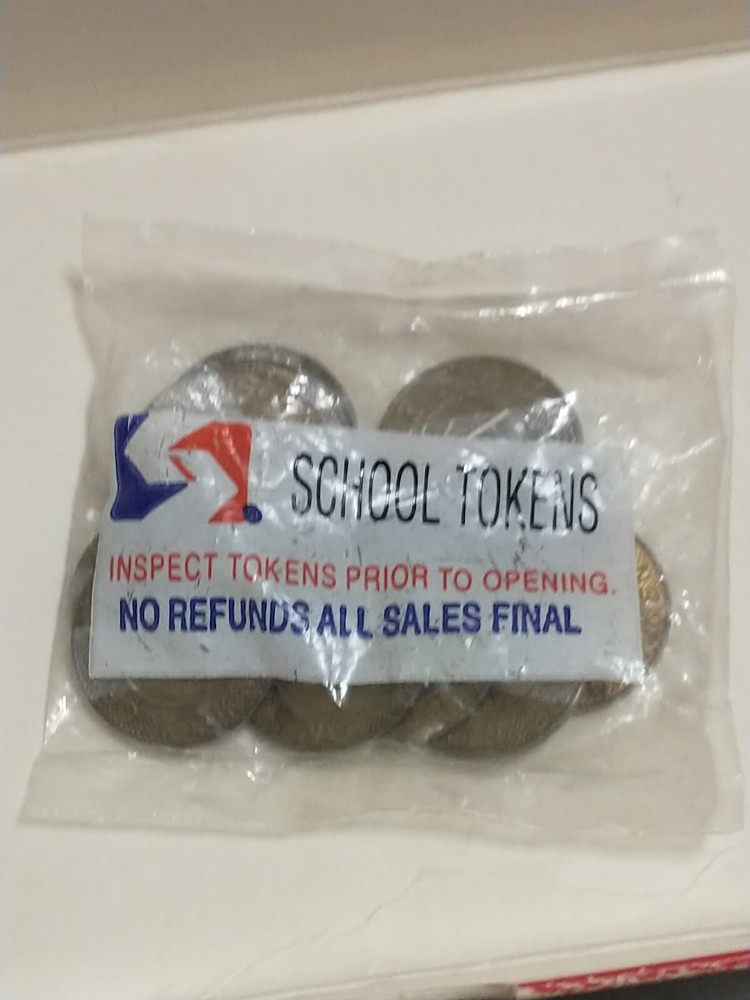 SCHOOL TOKENS
INSPECT TOKENS PRIOR TO OPENING.
NO REFUNDS ALL SALES FINAL